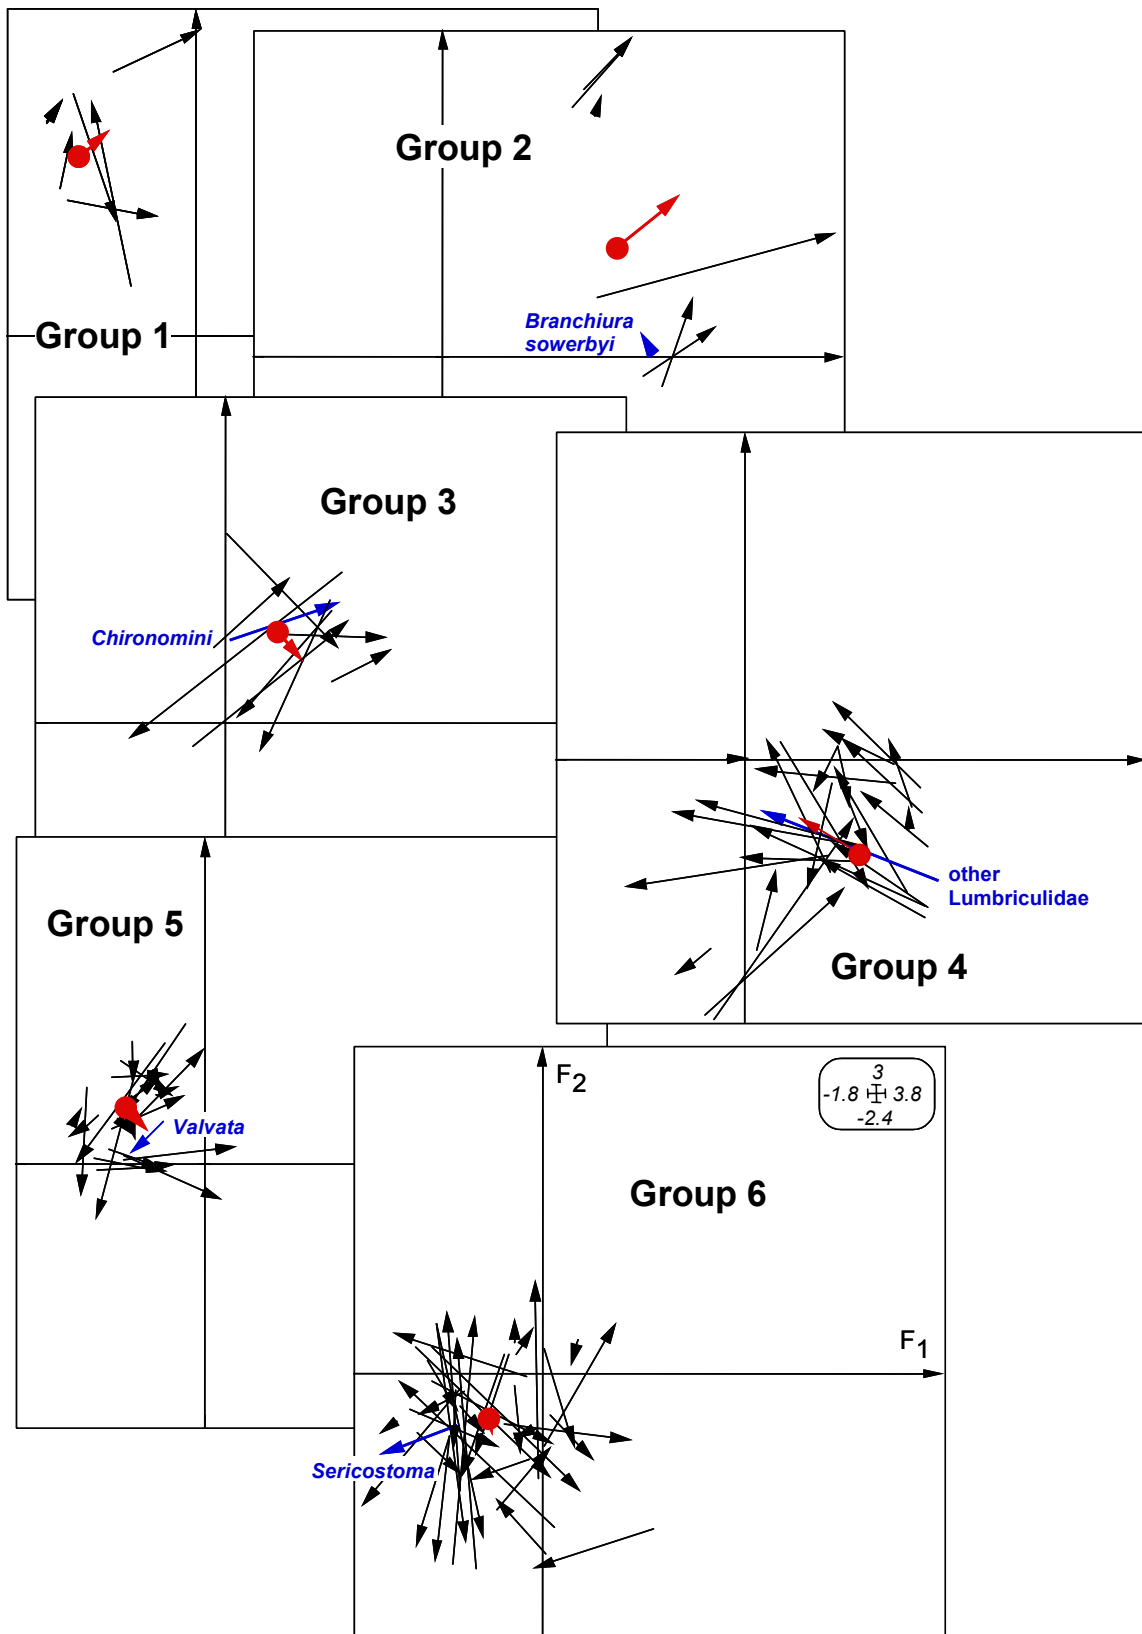 Group 1
Group 2
Branchiura
sowerbyi
Group 3
Chironomini
other
Lumbriculidae
Group 4
Group 5
Valvata
F2
3
-1.8 3.8
-2.4
Group 6
F1
Sericostoma